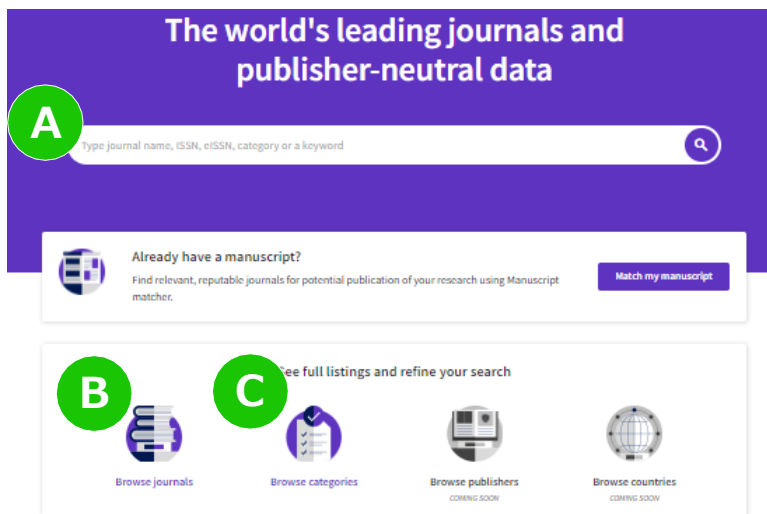 The world's leading journals and
publisher-neutral data
A
Type journal name, ISSN, eISSN, category or a keyword
Already have a manuscript?
Find relevant, reputable journals for potential publication of your research using Manuscript
matcher.
Match my manuscript
B
C
See full listings and refine your search
Browse journals
Browse categories
Browse publishers
COMING SOON
Browse countries
COMING SOON